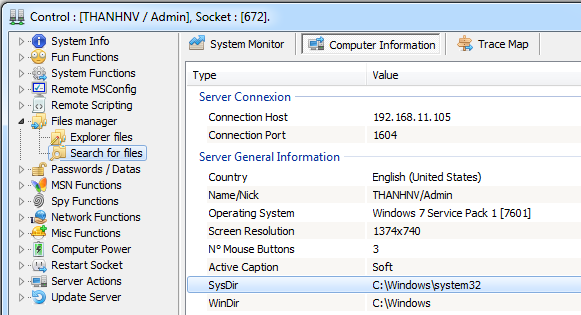 Control : [THANHNV / Admin], Socket : [672].
System Info
Fun Functions
System Functions
Remote MSConfig
Remote Scripting
Files manager
Explorer files
Search for files
Passwords / Datas
MSN Functions
Spy Functions
Network Functions
Misc Functions
Computer Power
Restart Socket
Server Actions
Update Server
System Monitor Computer Information Trace Map
Type Value
Server Connexion
Connection Host 192.168.11.105
Connection Port 1604
Server General Information
Country English (United States)
Name/Nick THANHNV/Admin
Operating System Windows 7 Service Pack 1 [7601]
Screen Resolution 1374x740
N° Mouse Buttons 3
Active Caption Soft
SysDir C:\Windows\system32
WinDir C:\Windows